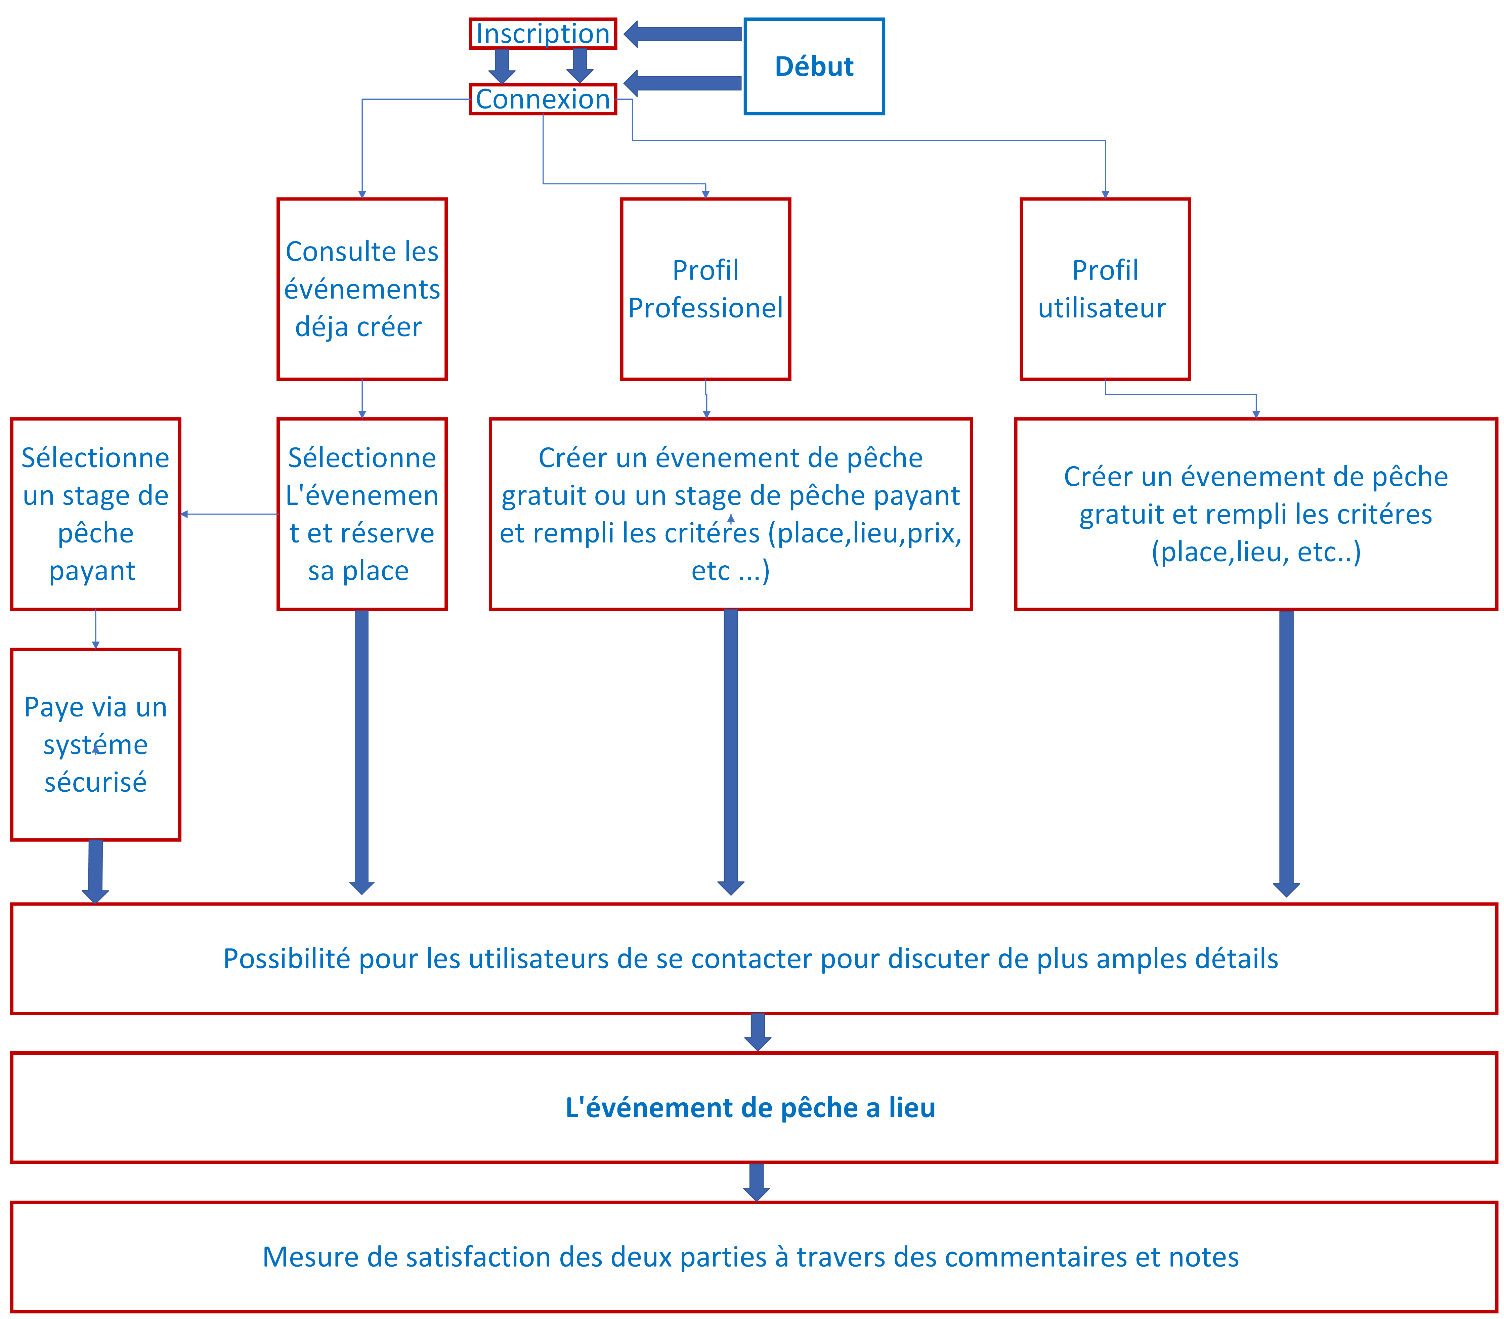 Inscription
Début
Connexion
Consulte les
événements
déja créer
Profil
Professionel
Profil
utilisateur
Sélectionne
un stage de
pêche
payant
Sélectionne
L'évenemen
t et réserve
sa place
Créer un évenement de pêche
gratuit ou un stage de pêche payant
et rempli les critéres (place,lieu,prix,
etc ...)
Créer un évenement de pêche
gratuit et rempli les critéres
(place,lieu, etc..)
Paye via un
systéme
sécurisé
Possibilité pour les utilisateurs de se contacter pour discuter de plus amples détails
L'événement de pêche a lieu
Mesure de satisfaction des deux parties à travers des commentaires et notes